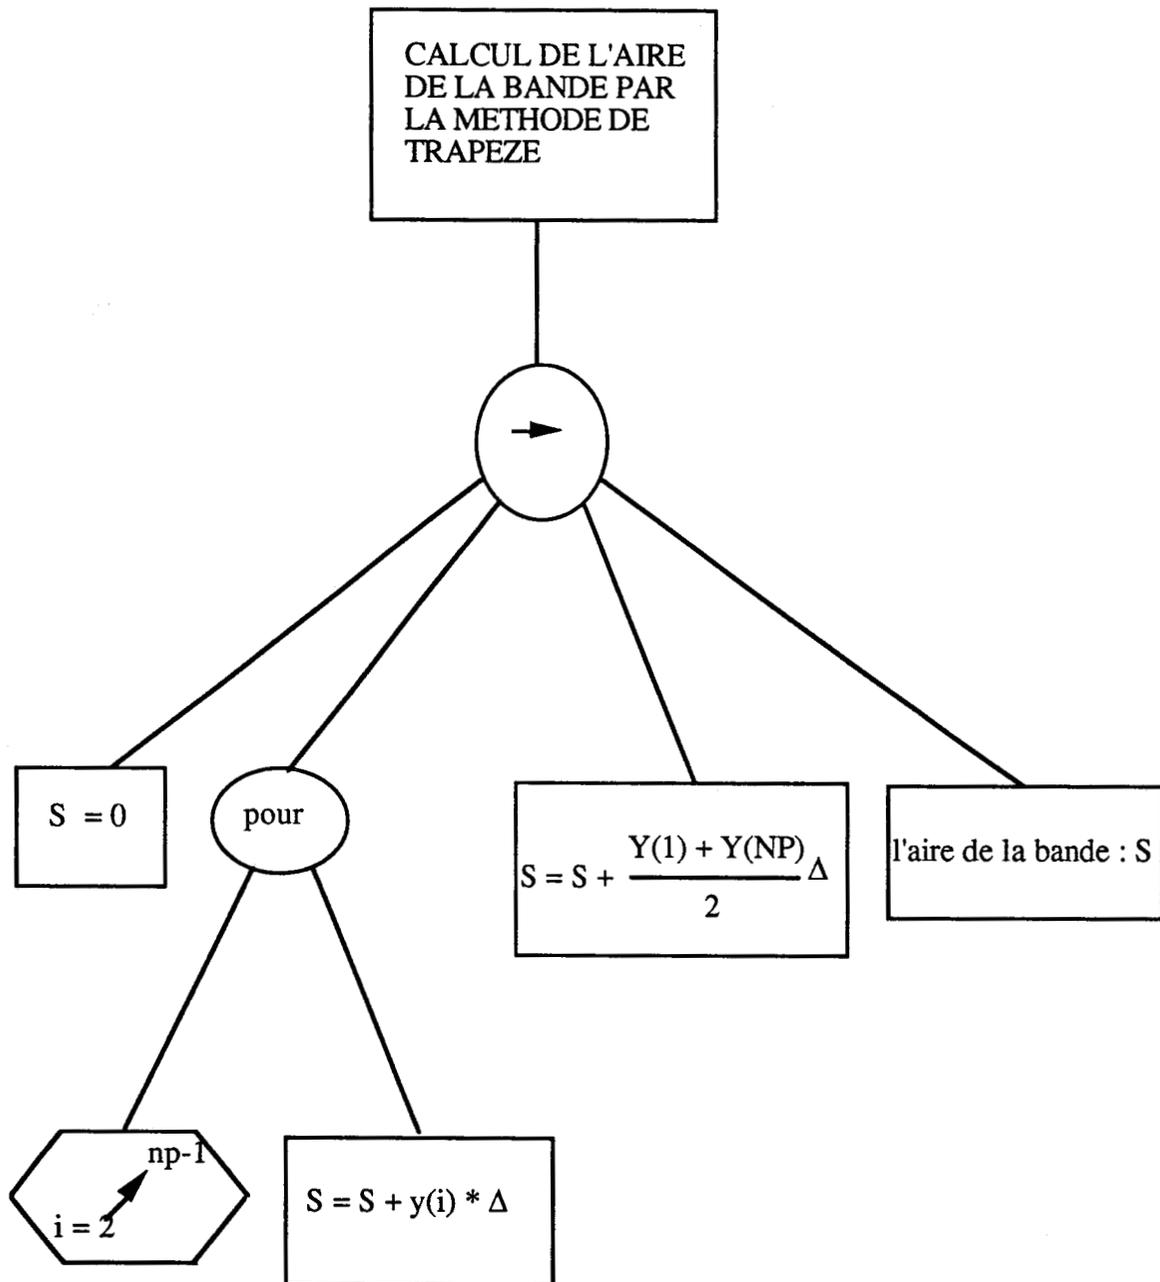 CALCUL DE L'AIRE
DE LA BANDE PAR
LA METHODE DE
TRAPEZE
S = 0
pour
S = S + \frac{Y(1) + Y(NP)}{2} Δ
l'aire de la bande : S
i = 2 ➚ np-1
S = S + y(i) * Δ